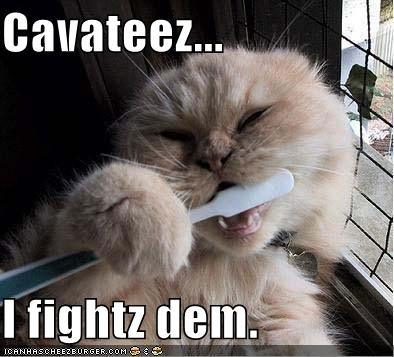 Cavateez...
I fightz dem.
ICANHASCHEEZBURGER.COM